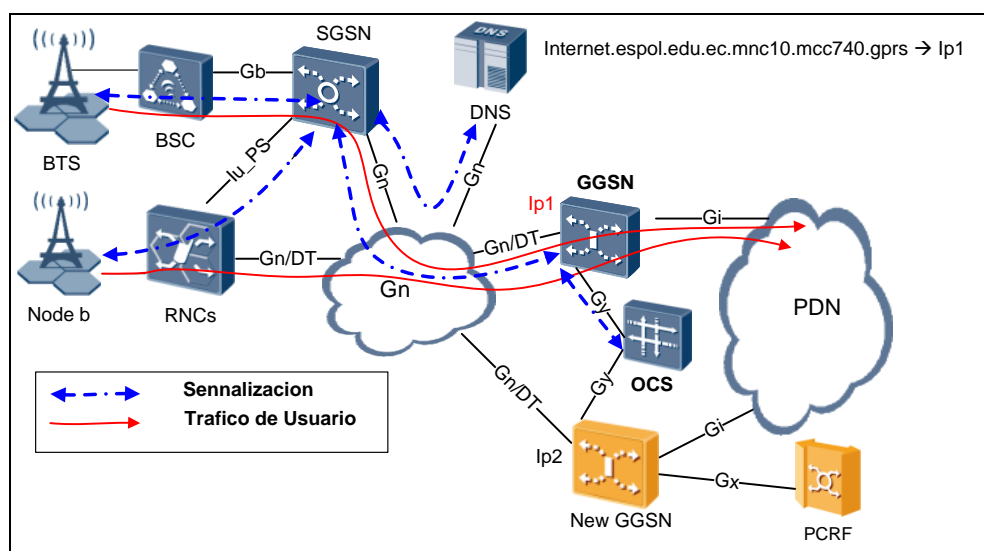 SGSN
Internet.espol.edu.ec.mnc10.mcc740.gprs → Ip1
DNS
Gb
BTS
BSC
DNS
Iu_PS
Gn
Gn
GGSN
Ip1
Gi
Gn/DT
Gn/DT
Gn
Node b
RNCs
PDN
Gy
OCS
Gn/DT
Gy
Sennalizacion
Trafico de Usuario
Gi
Ip2
Gx
New GGSN
PCRF